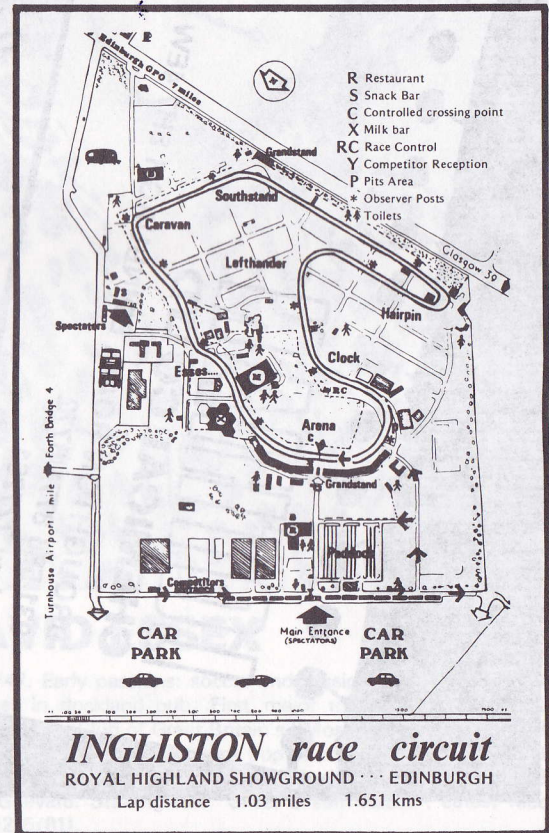 Edinburgh GPO 7 miles
R Restaurant
S Snack Bar
C Controlled crossing point
X Milk bar
RC Race Control
Y Competitor Reception
P Pits Area
* Observer Posts
Toilets
Grandstand
Southstand
Caravan
Glasgow 39
Lefthander
Hairpin
Spectators
Clock
Esses....
M
RC
Arena
C
Grandstand
Forth Bridge 4
Turnhouse Airport 1 mile
Paddock
Competitors
Entrance
CAR
PARK
Main Entrance
(SPECTATORS)
CAR
PARK
INGLISTON race circuit
ROYAL HIGHLAND SHOWGROUND ··· EDINBURGH
Lap distance 1.03 miles 1.651 kms